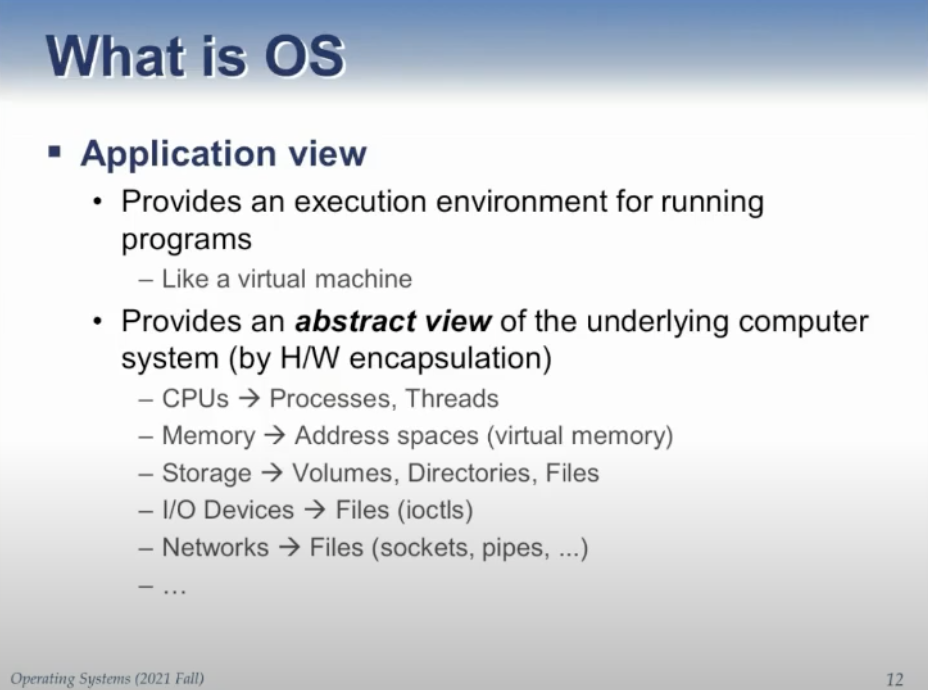 What is OS
▪ Application view
• Provides an execution environment for running
programs
– Like a virtual machine
• Provides an abstract view of the underlying computer
system (by H/W encapsulation)
– CPUs → Processes, Threads
– Memory → Address spaces (virtual memory)
– Storage → Volumes, Directories, Files
– I/O Devices → Files (ioctls)
– Networks → Files (sockets, pipes, ...)
– …
Operating Systems (2021 Fall)
12